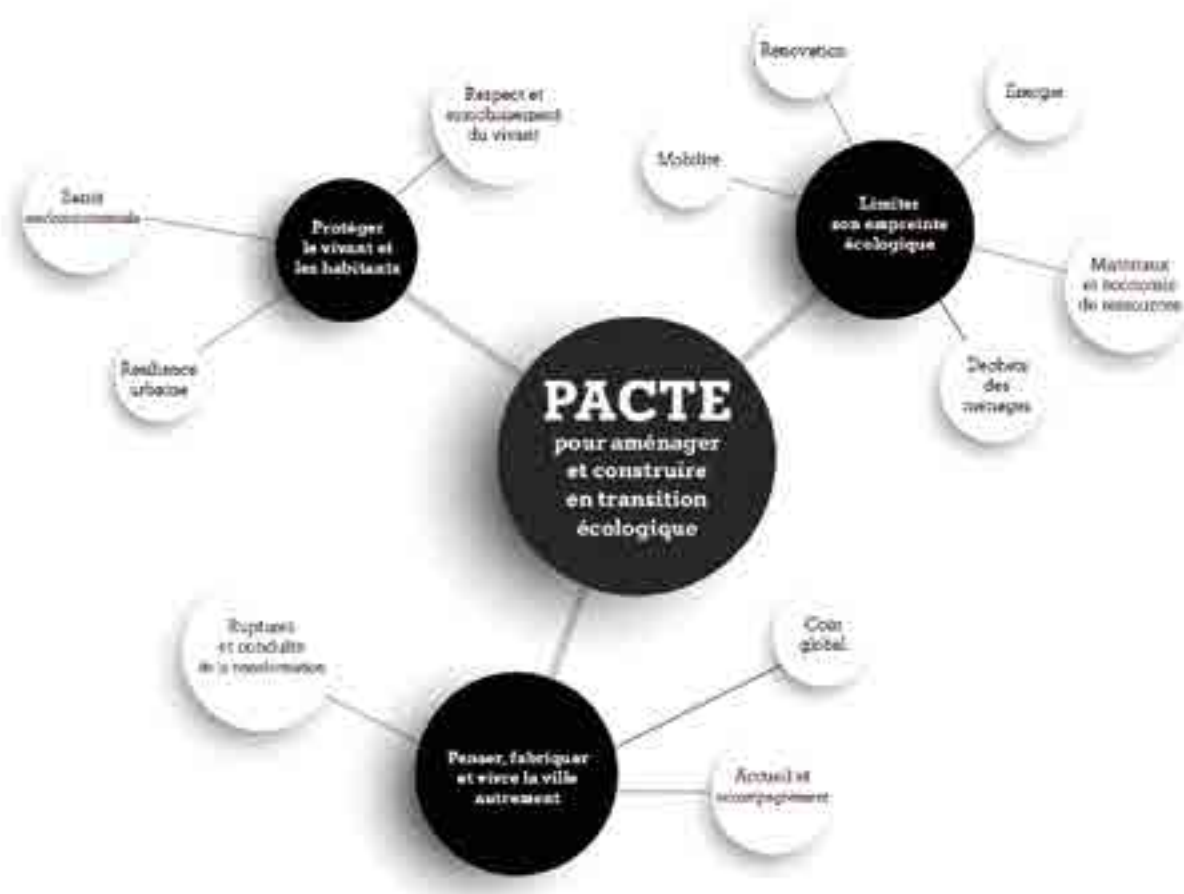 PACTE
pour aménager
et construire
en transition
écologique
Protéger
le vivant et
les habitants
Respect et
enrichissement
du vivant
Santé
environnementale
Résilience
urbaine
Limiter
son empreinte
écologique
Rénovation
Énergie
Mobilité
Matériaux
et économie
de ressources
Déchets
des
ménages
Penser, fabriquer
et vivre la ville
autrement
Ruptures
et conduite
de la transformation
Coût
global
Accueil et
accompagnement